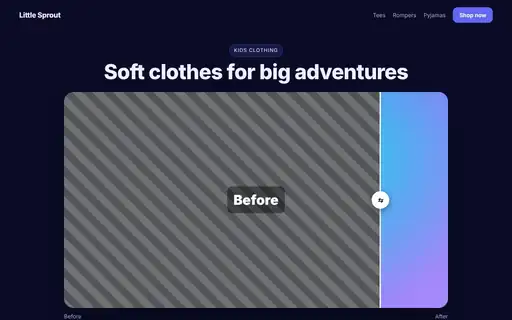 Little Sprout
Tees Rompers Pyjamas Shop now
KIDS CLOTHING
Soft clothes for big adventures
Before
Before After